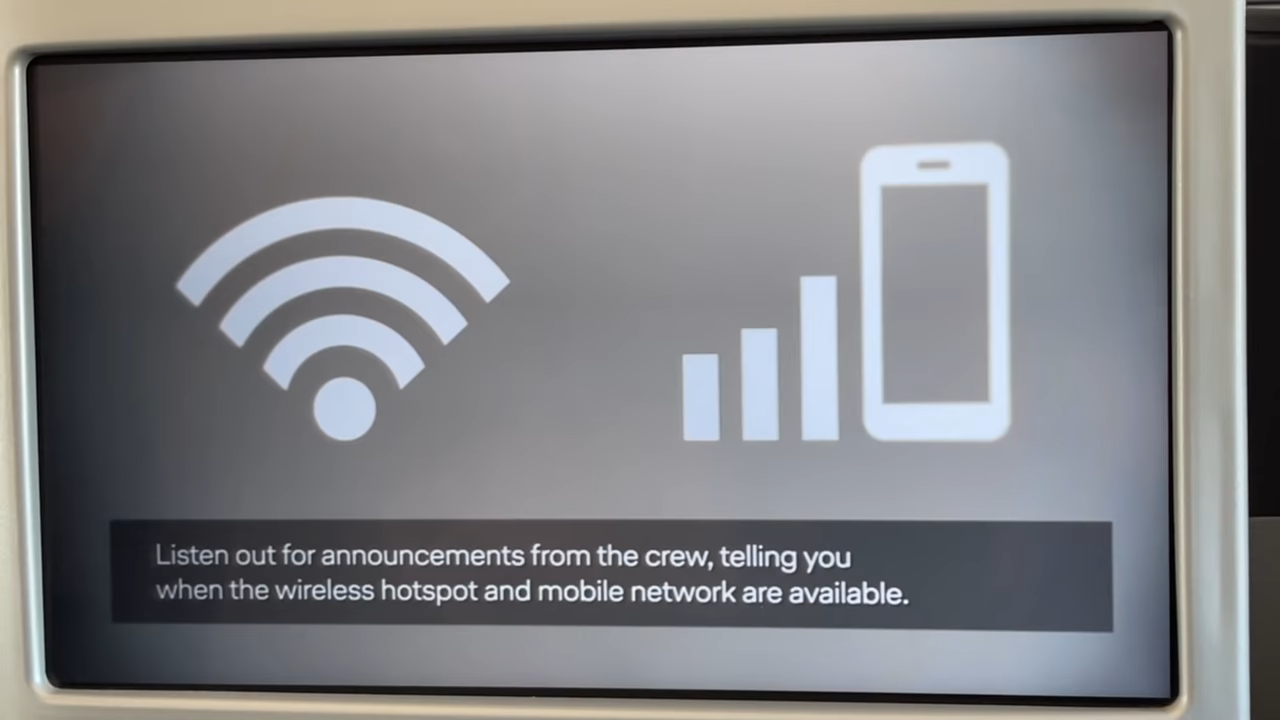 Listen out for announcements from the crew, telling you
when the wireless hotspot and mobile network are available.